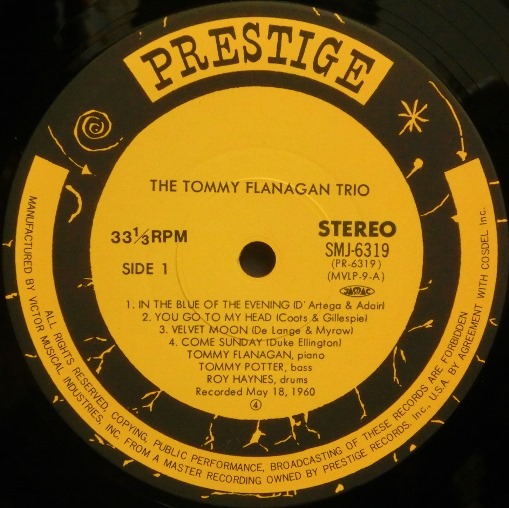 PRESTIGE
THE TOMMY FLANAGAN TRIO
33⅓RPM
SIDE 1
STEREO
SMJ-6319
(PR-6319)
(MVLP-9-A)
1. IN THE BLUE OF THE EVENING (D' Artega & Adair)
2. YOU GO TO MY HEAD (Coots & Gillespie)
3. VELVET MOON (De Lange & Myrow)
4. COME SUNDAY (Duke Ellington)
TOMMY FLANAGAN, piano
TOMMY POTTER, bass
ROY HAYNES, drums
Recorded May 18, 1960
④
MANUFACTURED BY VICTOR MUSICAL INDUSTRIES, INC. FROM A MASTER RECORDING OWNED BY PRESTIGE RECORDS, Inc., U.S.A. BY AGREEMENT WITH COSDEL Inc.
ALL RIGHTS RESERVED, COPYING, PUBLIC PERFORMANCE, BROADCASTING OF THESE RECORDS ARE FORBIDDEN